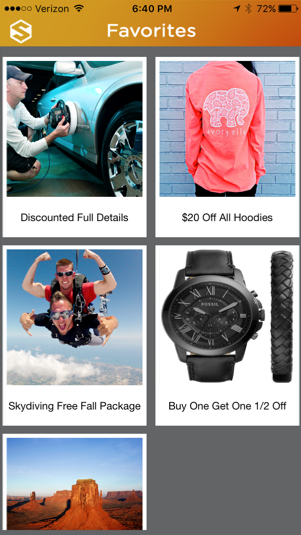 Verizon 6:40 PM 72%
Favorites
Discounted Full Details
$20 Off All Hoodies
ivory ella
FOSSIL
Skydiving Free Fall Package
Buy One Get One 1/2 Off